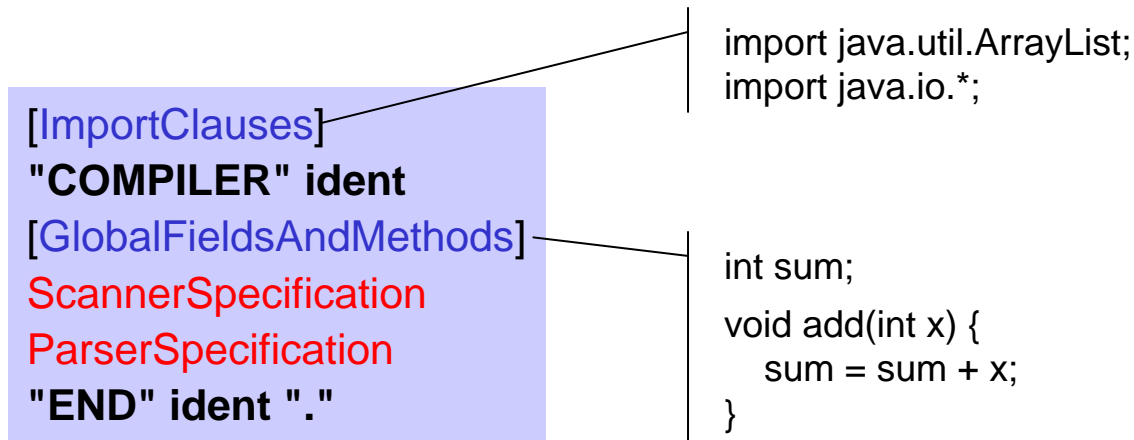 [ImportClauses]
"COMPILER" ident
[GlobalFieldsAndMethods]
ScannerSpecification
ParserSpecification
"END" ident "."
import java.util.ArrayList;
import java.io.*;
int sum;
void add(int x) {
sum = sum + x;
}